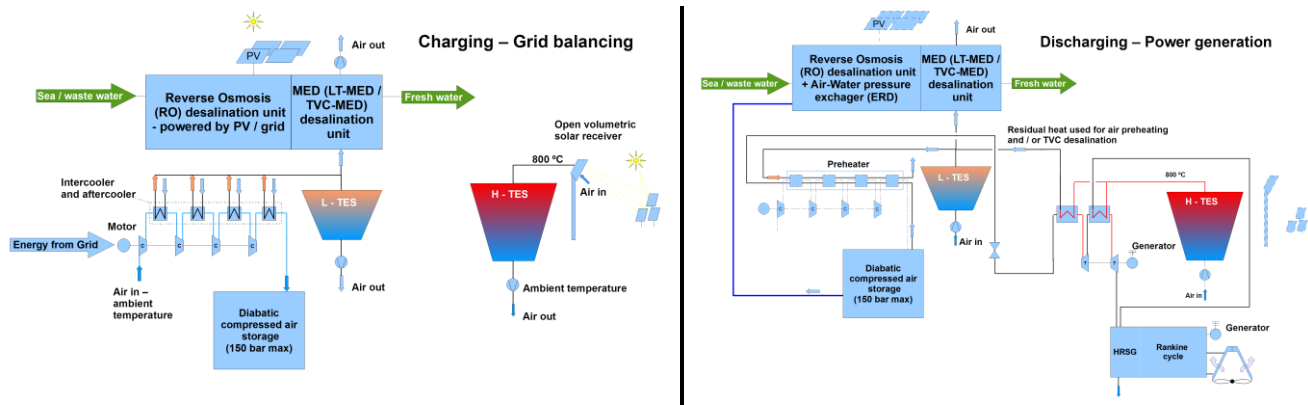 Charging – Grid balancing
Air out
PV
Reverse Osmosis
(RO) desalination unit
- powered by PV / grid
MED (LT-MED /
TVC-MED)
desalination
unit
Sea / waste water
Fresh water
Open volumetric
solar receiver
800 ºC
Air in
Intercooler
and aftercooler
L - TES
H - TES
Motor
Energy from Grid
C
C
C
C
Air in –
ambient
temperature
Air out
Ambient temperature
Air out
Diabatic
compressed air
storage
(150 bar max)
Discharging – Power generation
PV
Air out
Reverse Osmosis
(RO) desalination unit
+ Air-Water pressure
exchager (ERD)
MED (LT-MED /
TVC-MED)
desalination
unit
Sea / waste water
Fresh water
Residual heat used for air preheating
and / or TVC desalination
Preheater
L - TES
800 ºC
H - TES
C
C
C
C
Air in
Generator
T
T
Air in
Diabatic
compressed air
storage
(150 bar max)
Generator
HRSG
Rankine
cycle